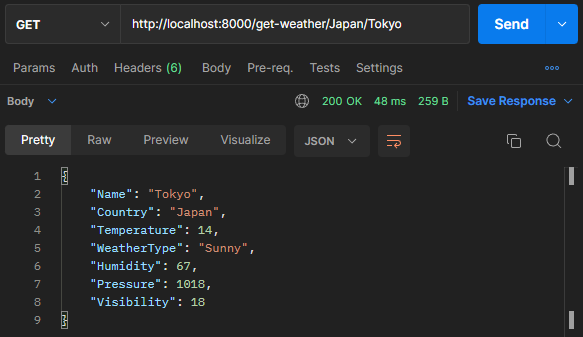 GET http://localhost:8000/get-weather/Japan/Tokyo Send
Params Auth Headers (6) Body Pre-req. Tests Settings
Body 200 OK 48 ms 259 B Save Response
Pretty Raw Preview Visualize JSON
1 {
2 "Name": "Tokyo",
3 "Country": "Japan",
4 "Temperature": 14,
5 "WeatherType": "Sunny",
6 "Humidity": 67,
7 "Pressure": 1018,
8 "Visibility": 18
9 }